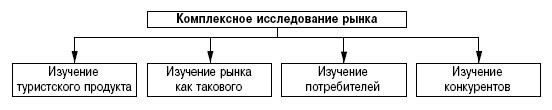 Комплексное исследование рынка
Изучение
туристского продукта
Изучение рынка
как такового
Изучение
потребителей
Изучение
конкурентов